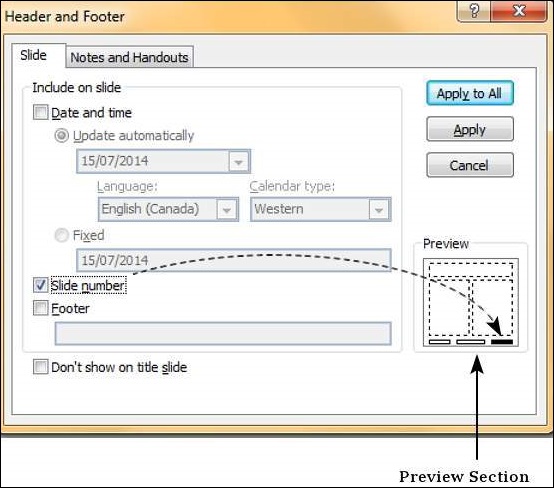 Header and Footer
Slide
Notes and Handouts
Include on slide
Date and time
Update automatically
15/07/2014
Language:
Calendar type:
English (Canada)
Western
Fixed
15/07/2014
Slide number
Footer
Don't show on title slide
Apply to All
Apply
Cancel
Preview
Preview Section